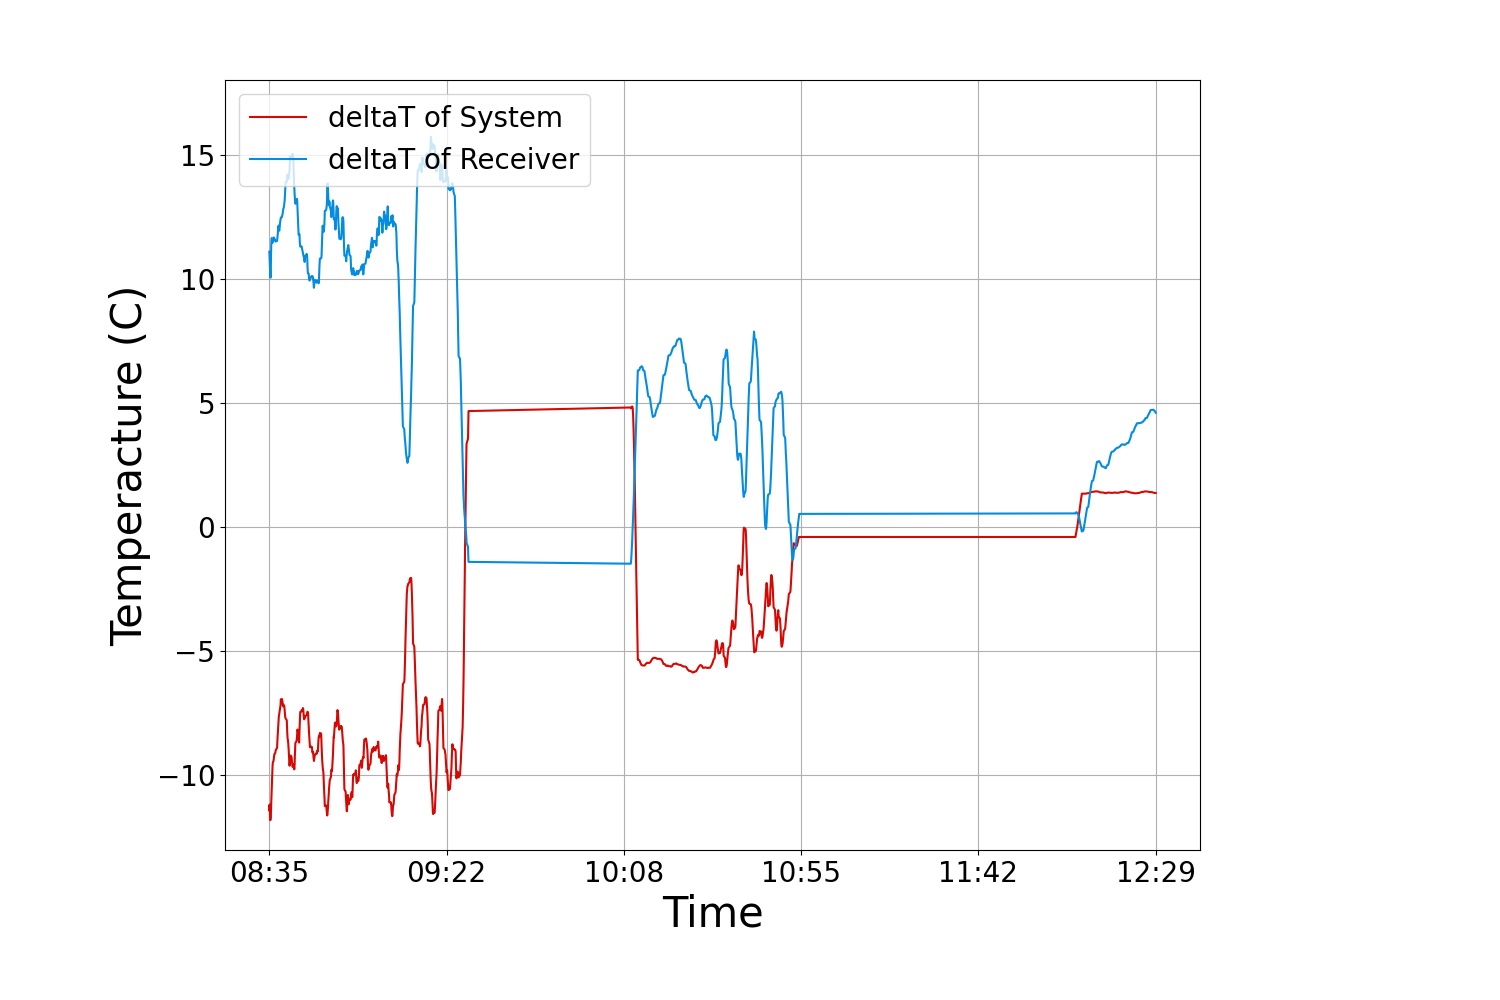 deltaT of System
deltaT of Receiver
15
10
5
0
−5
−10
Temperacture (C)
08:35 09:22 10:08 10:55 11:42 12:29
Time